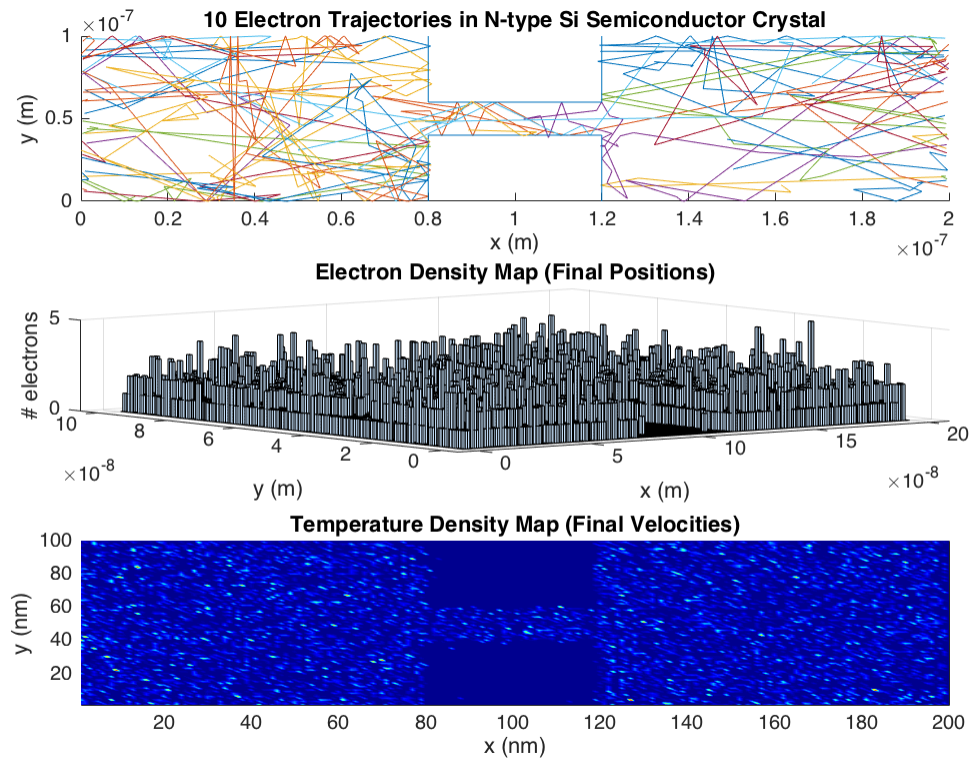 10 Electron Trajectories in N-type Si Semiconductor Crystal
×10-7
1
0.5
0
y (m)
0 0.2 0.4 0.6 0.8 1 1.2 1.4 1.6 1.8 2
x (m)
×10-7
Electron Density Map (Final Positions)
# electrons
5
0
10 8 6 4 2 0
×10-8
y (m)
0 5 10 15 20
×10-8
x (m)
Temperature Density Map (Final Velocities)
100
80
60
40
20
y (nm)
20 40 60 80 100 120 140 160 180 200
x (nm)